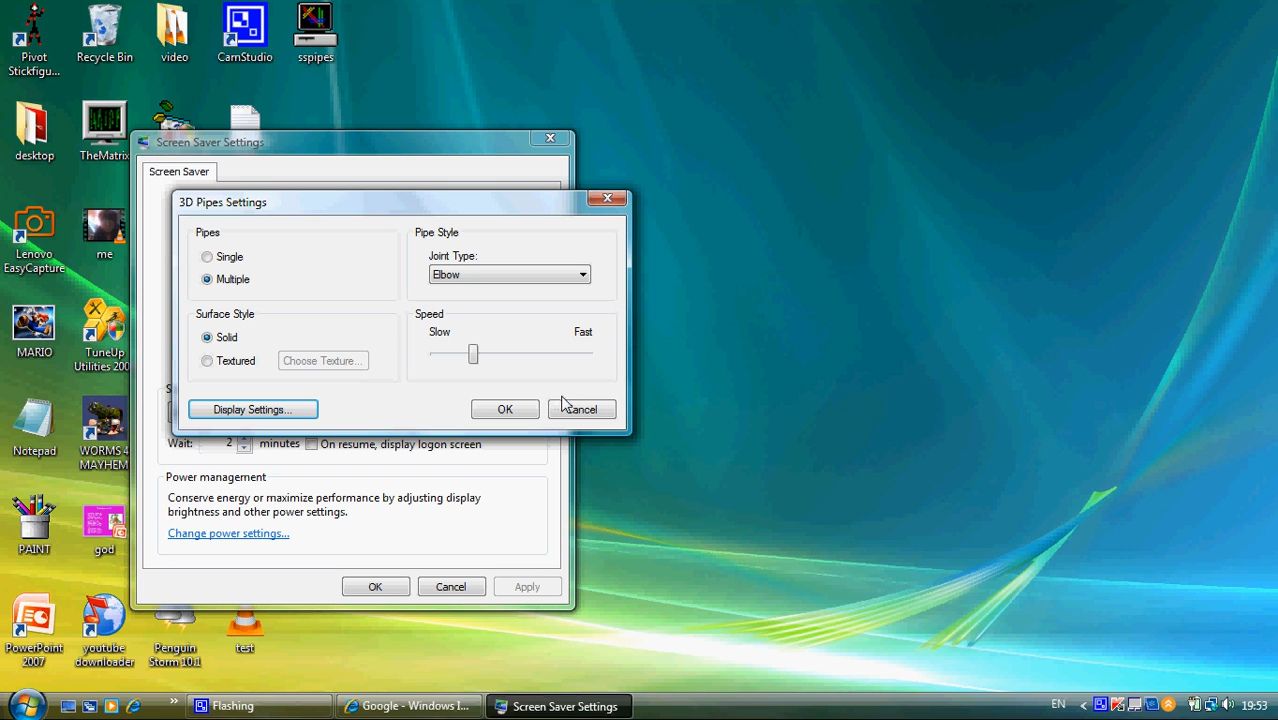 Pivot Stickfigu...
Recycle Bin
video
CamStudio
sspipes
desktop
TheMatrix
Lenovo EasyCapture
me
MARIO
TuneUp Utilities 200
Notepad
WORMS 4 MAYHEM
PAINT
god
PowerPoint 2007
youtube downloader
Penguin Storm 10.1
test
Screen Saver Settings
Screen Saver
3D Pipes Settings
Pipes
Single
Multiple
Pipe Style
Joint Type:
Elbow
Surface Style
Solid
Textured
Choose Texture...
Speed
Slow
Fast
Display Settings...
OK
Cancel
Wait:
2
minutes
On resume, display logon screen
Power management
Conserve energy or maximize performance by adjusting display
brightness and other power settings.
Change power settings...
OK
Cancel
Apply
Flashing
Google - Windows I...
Screen Saver Settings
EN
19:53